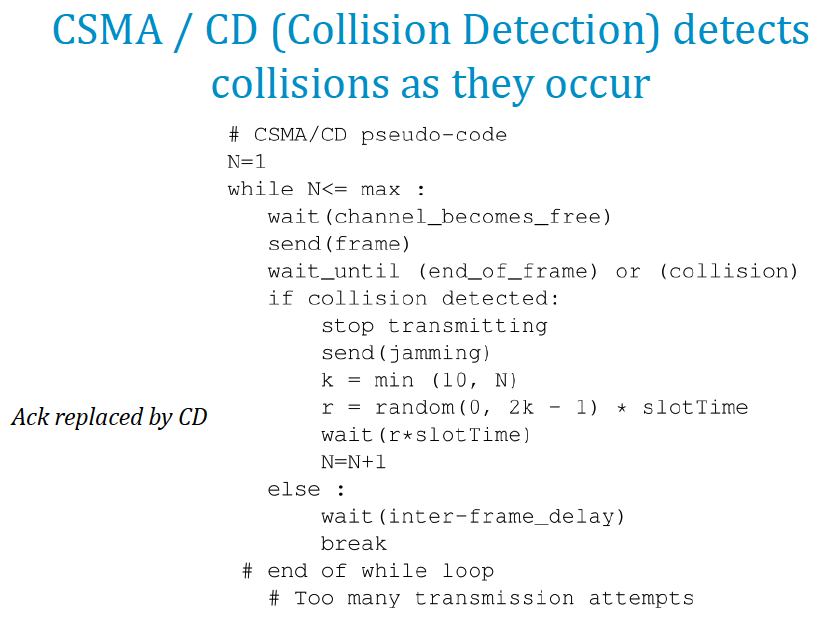 CSMA / CD (Collision Detection) detects
collisions as they occur
# CSMA/CD pseudo-code
N=1
while N<= max :
wait(channel_becomes_free)
send(frame)
wait_until (end_of_frame) or (collision)
if collision detected:
stop transmitting
send(jamming)
k = min (10, N)
r = random(0, 2k - 1) * slotTime
Ack replaced by CD
wait(r*slotTime)
N=N+1
else :
wait(inter-frame_delay)
break
# end of while loop
# Too many transmission attempts